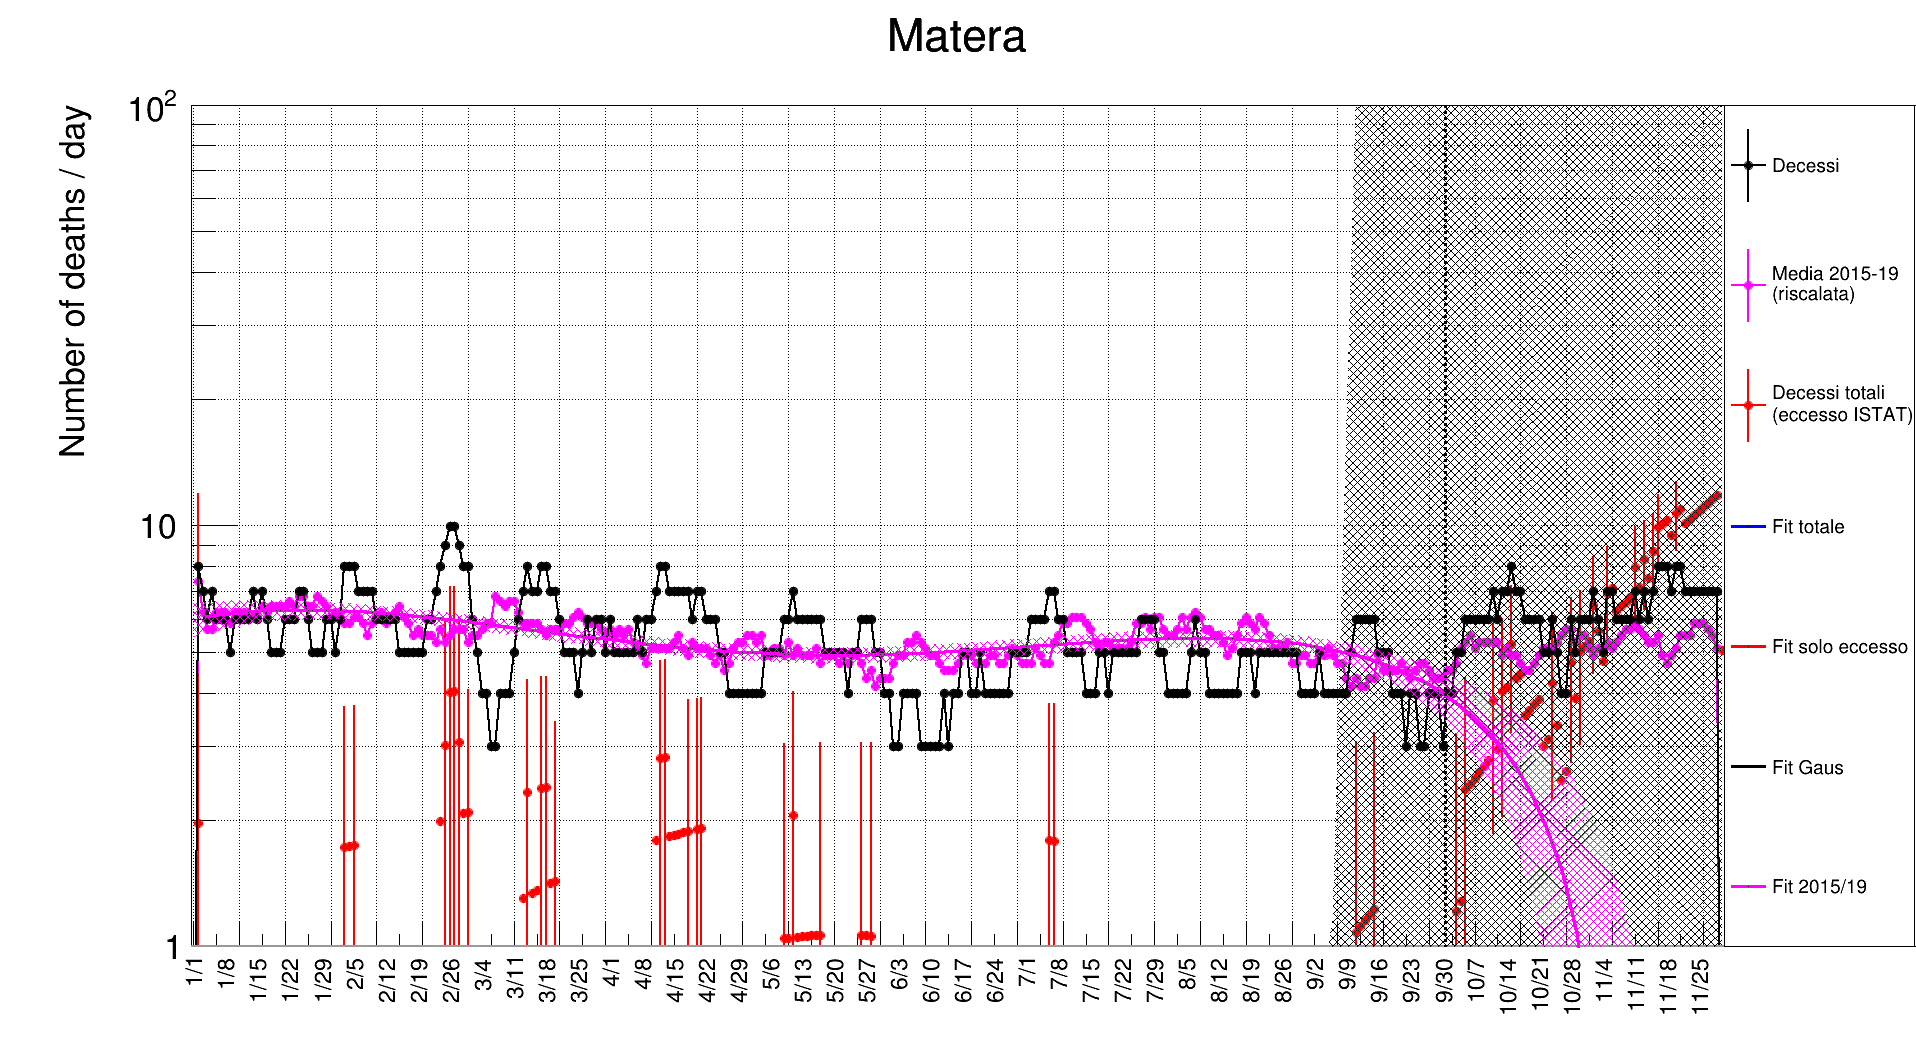 Matera
Number of deaths / day
10²
10
1
1/1 1/8 1/15 1/22 1/29 2/5 2/12 2/19 2/26 3/4 3/11 3/18 3/25 4/1 4/8 4/15 4/22 4/29 5/6 5/13 5/20 5/27 6/3 6/10 6/17 6/24 7/1 7/8 7/15 7/22 7/29 8/5 8/12 8/19 8/26 9/2 9/9 9/16 9/23 9/30 10/7 10/14 10/21 10/28 11/4 11/11 11/18 11/25
Decessi
Media 2015-19
(riscalata)
Decessi totali
(eccesso ISTAT)
Fit totale
Fit solo eccesso
Fit Gaus
Fit 2015/19